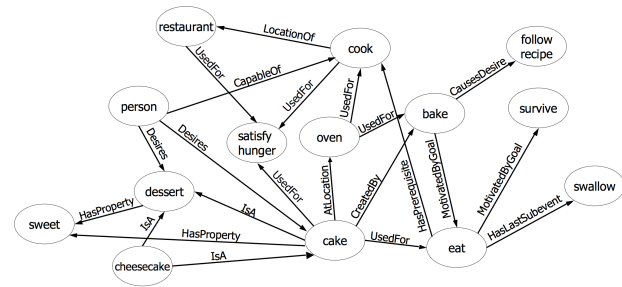 restaurant
LocationOf
cook
follow
recipe
UsedFor
CapableOf
UsedFor
UsedFor
CausesDesire
person
bake
survive
Desires
Desires
satisfy
hunger
oven
UsedFor
HasPrerequisite
MotivatedByGoal
MotivatedByGoal
dessert
UsedFor
AtLocation
CreatedBy
swallow
HasProperty
IsA
HasLastSubevent
sweet
IsA
HasProperty
cake
UsedFor
eat
cheesecake
IsA